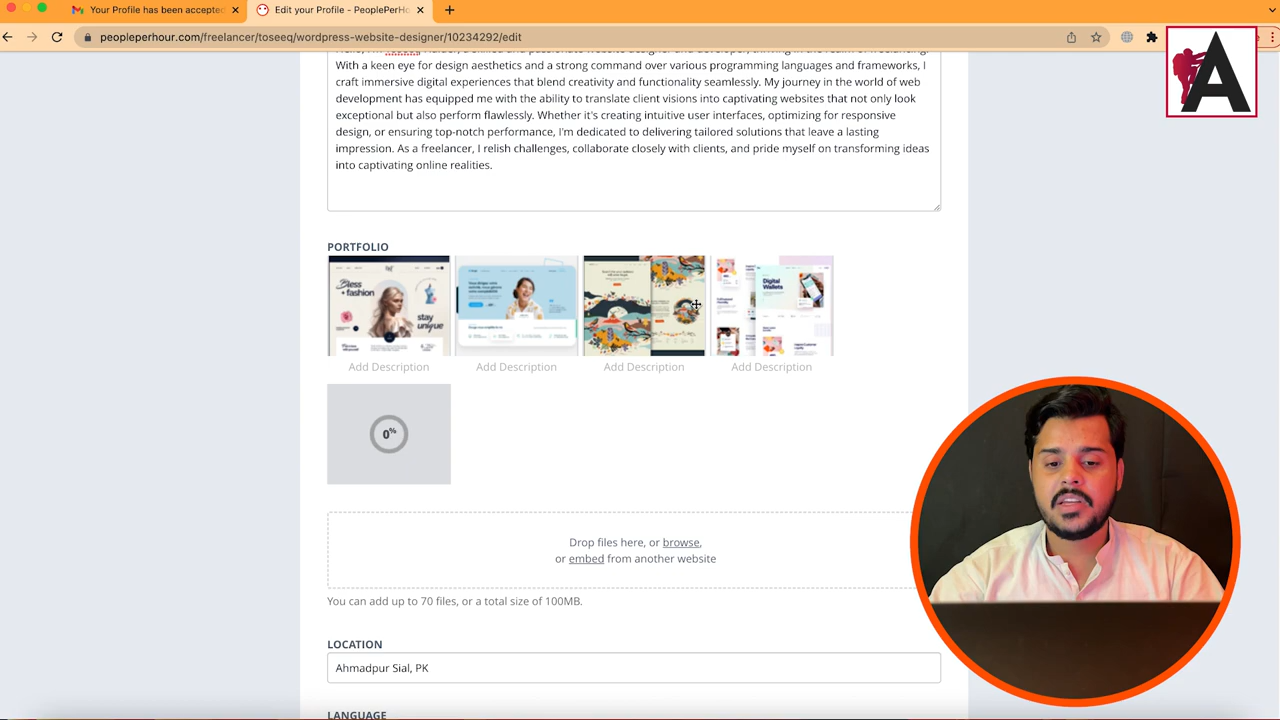 Your Profile has been accepted
Edit your Profile - PeoplePerHo
peopleperhour.com/freelancer/toseeq/wordpress-website-designer/10234292/edit
A
With a keen eye for design aesthetics and a strong command over various programming languages and frameworks, I
craft immersive digital experiences that blend creativity and functionality seamlessly. My journey in the world of web
development has equipped me with the ability to translate client visions into captivating websites that not only look
exceptional but also perform flawlessly. Whether it's creating intuitive user interfaces, optimizing for responsive
design, or ensuring top-notch performance, I'm dedicated to delivering tailored solutions that leave a lasting
impression. As a freelancer, I relish challenges, collaborate closely with clients, and pride myself on transforming ideas
into captivating online realities.
PORTFOLIO
Bless
fashion
stay
unique
Digital
Wallets
Add Description
Add Description
Add Description
Add Description
0%
Drop files here, or browse,
or embed from another website
You can add up to 70 files, or a total size of 100MB.
LOCATION
Ahmadpur Sial, PK
LANGUAGE